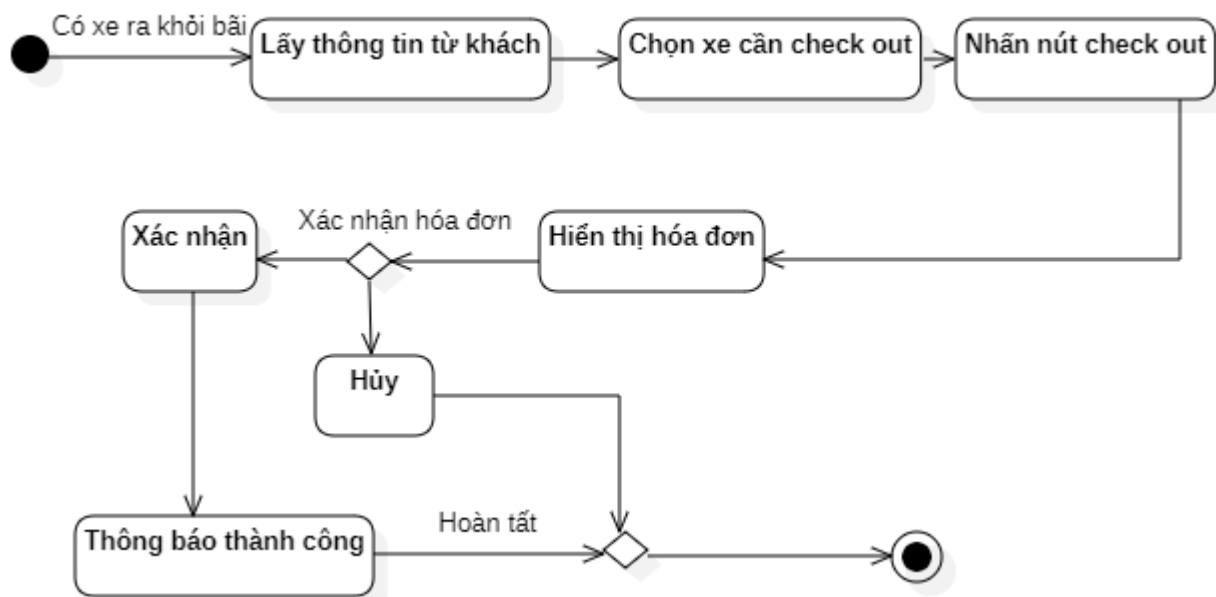 Có xe ra khỏi bãi
Lấy thông tin từ khách
Chọn xe cần check out
Nhấn nút check out
Xác nhận
Xác nhận hóa đơn
Hiển thị hóa đơn
Hủy
Thông báo thành công
Hoàn tất